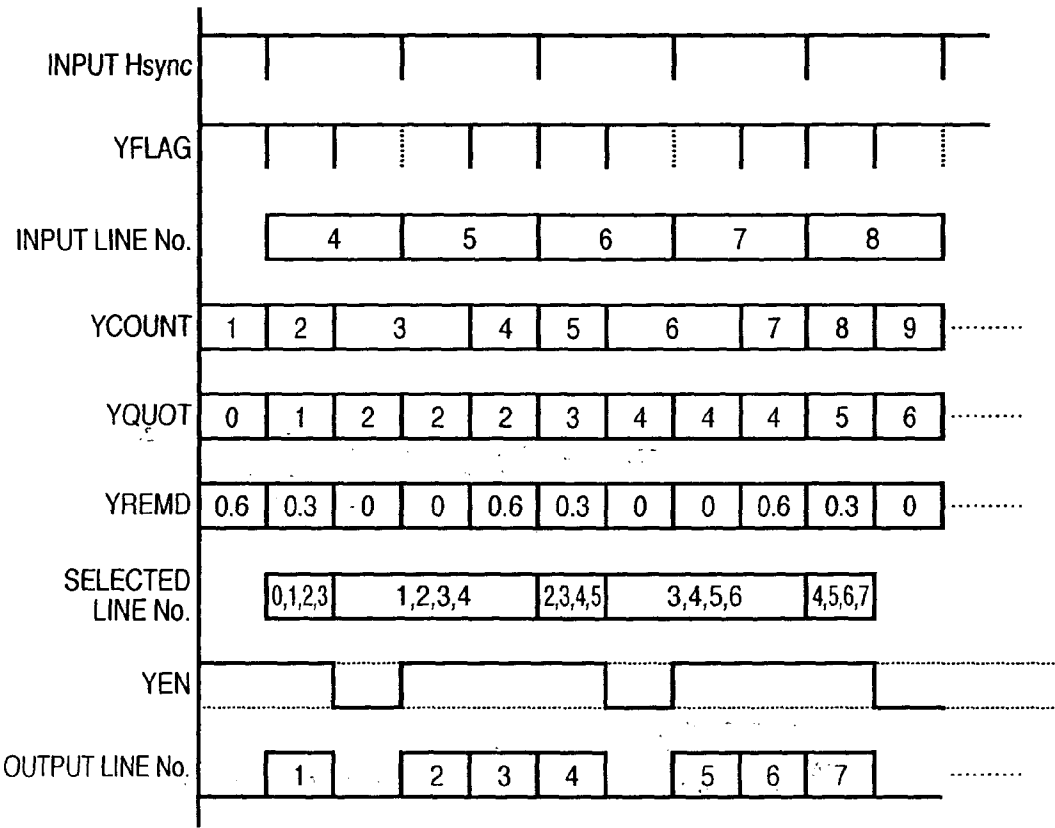 INPUT Hsync
YFLAG
INPUT LINE No. 4 5 6 7 8
YCOUNT 1 2 3 4 5 6 7 8 9
YQUOT 0 1 2 2 2 3 4 4 4 5 6
YREMD 0.6 0.3 0 0 0.6 0.3 0 0 0.6 0.3 0
SELECTED
LINE No. 0,1,2,3 1,2,3,4 2,3,4,5 3,4,5,6 4,5,6,7
YEN
OUTPUT LINE No. 1 2 3 4 5 6 7